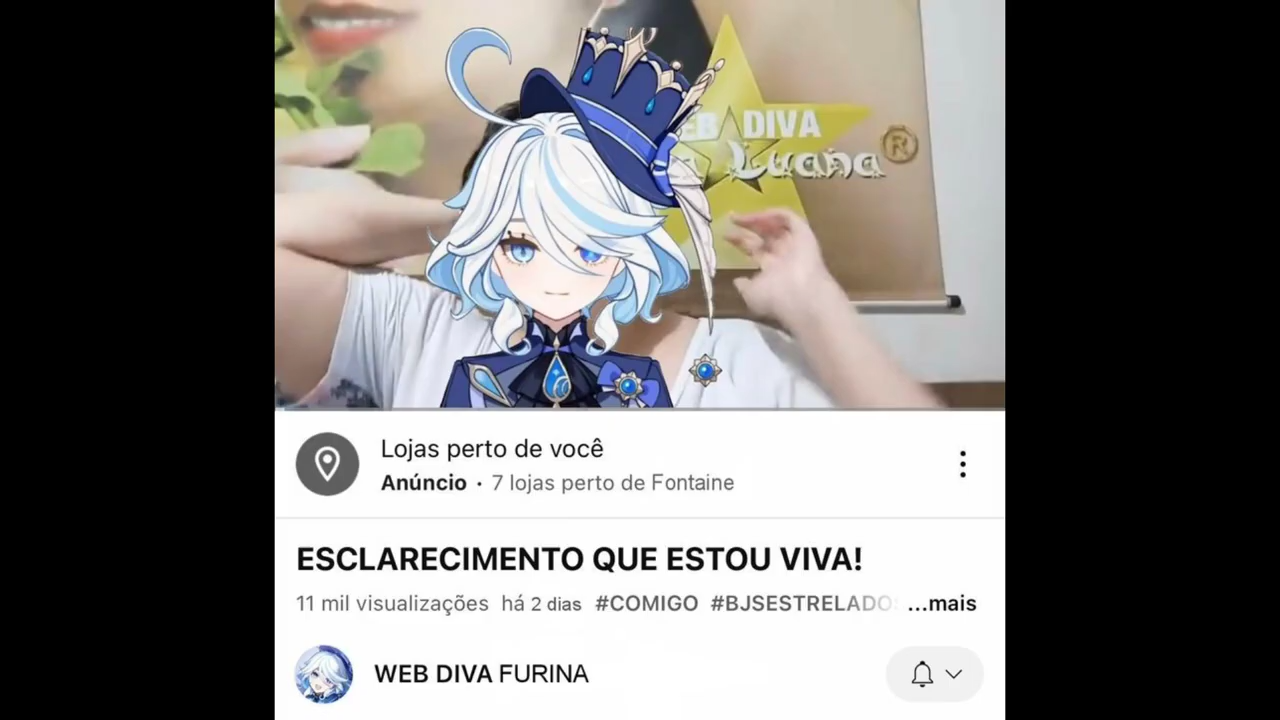 WEB DIVA
Luana®
Lojas perto de você
Anúncio · 7 lojas perto de Fontaine
ESCLARECIMENTO QUE ESTOU VIVA!
11 mil visualizações há 2 dias #COMIGO #BJSESTRELADO ...mais
WEB DIVA FURINA